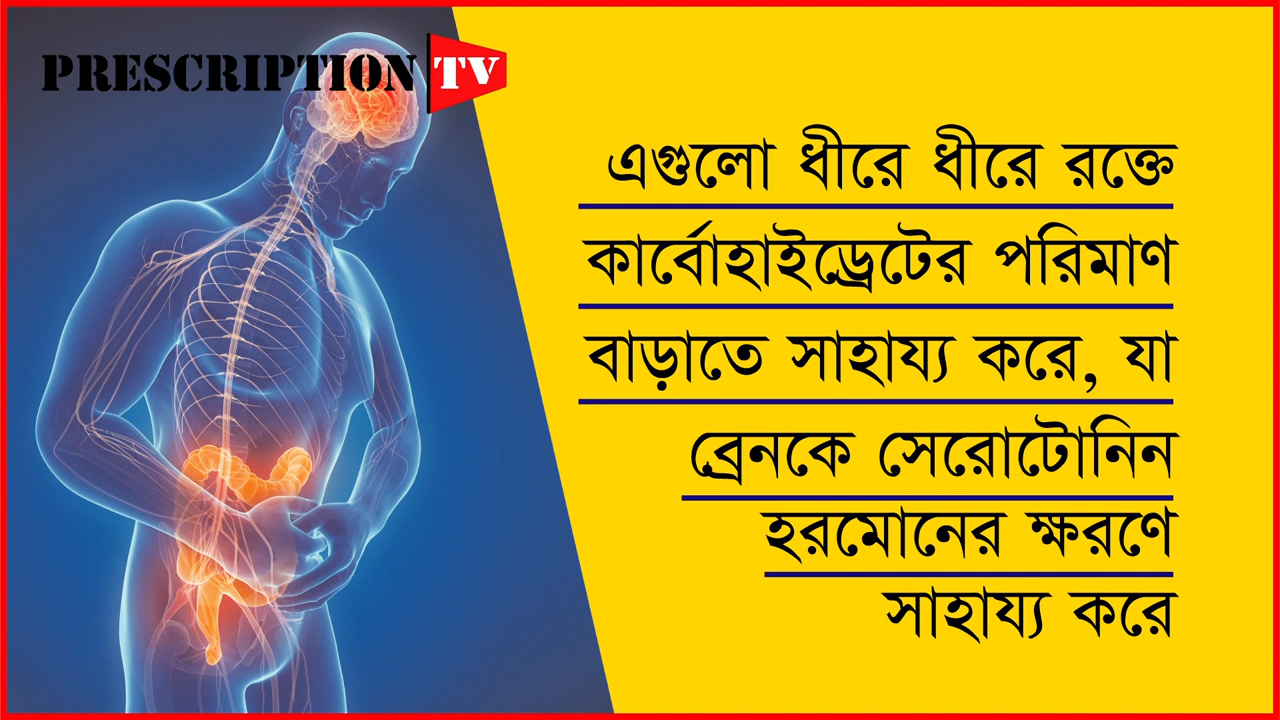 PRESCRIPTION TV
এগুলো ধীরে ধীরে রক্তে
কার্বোহাইড্রেটের পরিমাণ
বাড়াতে সাহায্য করে, যা
ব্রেনকে সেরোটোনিন
হরমোনের ক্ষরণে
সাহায্য করে